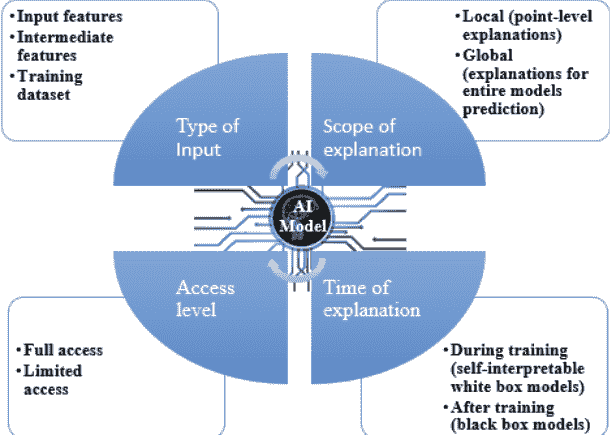 • Input features
• Intermediate
features
• Training
dataset
• Local (point-level
explanations)
• Global
(explanations for
entire models
prediction)
Type of
Input
Scope of
explanation
AI
Model
Access
level
Time of
explanation
• Full access
• Limited
access
• During training
(self-interpretable
white box models)
• After training
(black box models)